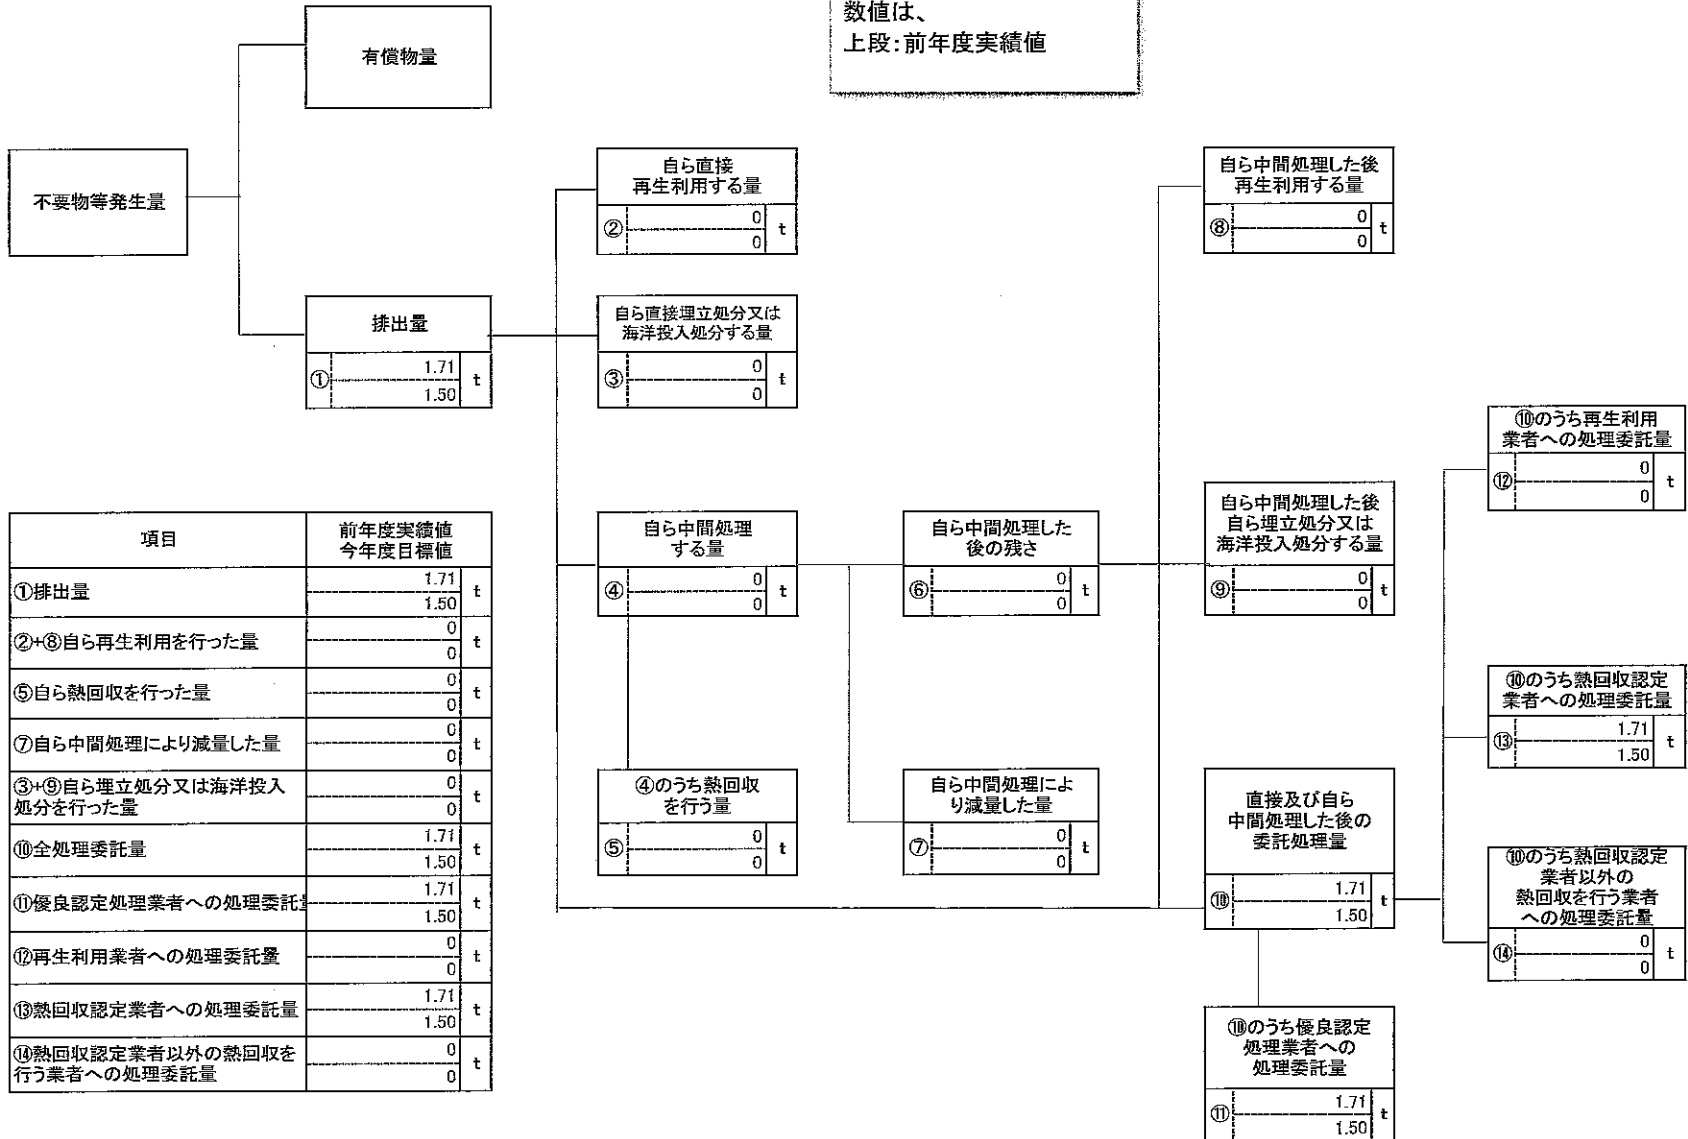 数値は、
上段:前年度実績値
有償物量
不要物等発生量
排出量
①
1.71
1.50
t
自ら直接
再生利用する量
②
0
0
t
自ら直接埋立処分又は
海洋投入処分する量
③
0
0
t
自ら中間処理
する量
④
0
0
t
④のうち熱回収
を行う量
⑤
0
0
t
自ら中間処理した
後の残さ
⑥
0
0
t
自ら中間処理によ
り減量した量
⑦
0
0
t
自ら中間処理した後
再生利用する量
⑧
0
0
t
自ら中間処理した後
自ら埋立処分又は
海洋投入処分する量
⑨
0
0
t
直接及び自ら
中間処理した後の
委託処理量
⑩
1.71
1.50
t
⑩のうち優良認定
処理業者への
処理委託量
⑪
1.71
1.50
t
⑩のうち再生利用
業者への処理委託量
⑫
0
0
t
⑩のうち熱回収認定
業者への処理委託量
⑬
1.71
1.50
t
⑩のうち熱回収認定
業者以外の
熱回収を行う業者
への処理委託量
⑭
0
0
t
項目
前年度実績値
今年度目標値
①排出量
1.71
1.50
t
②+⑧自ら再生利用を行った量
0
0
t
⑤自ら熱回収を行った量
0
0
t
⑦自ら中間処理により減量した量
0
0
t
③+⑨自ら埋立処分又は海洋投入
処分を行った量
0
0
t
⑩全処理委託量
1.71
1.50
t
⑪優良認定処理業者への処理委託
1.71
1.50
t
⑫再生利用業者への処理委託量
0
0
t
⑬熱回収認定業者への処理委託量
1.71
1.50
t
⑭熱回収認定業者以外の熱回収を
行う業者への処理委託量
0
0
t